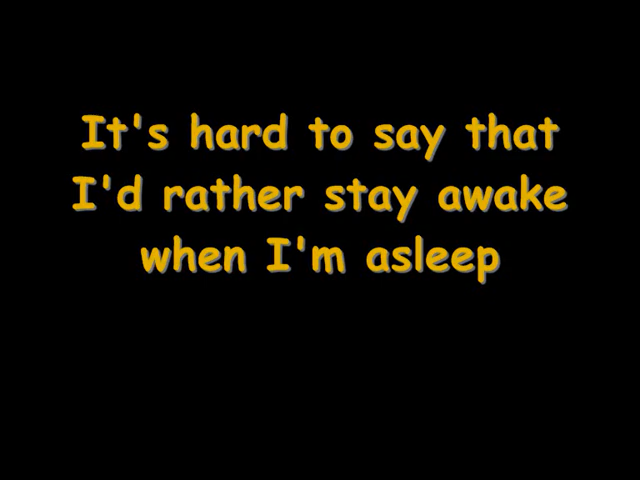 It's hard to say that
I'd rather stay awake
when I'm asleep